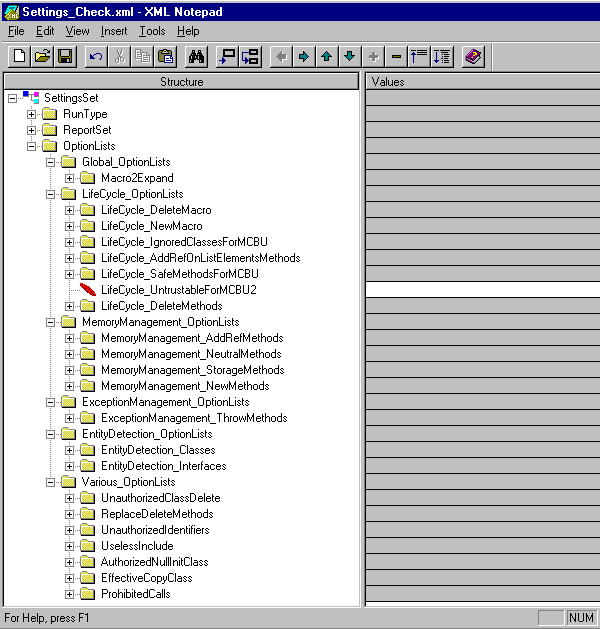 Settings_Check.xml - XML Notepad
File Edit View Insert Tools Help
Structure Values
SettingsSet
RunType
ReportSet
OptionLists
Global_OptionLists
Macro2Expand
LifeCycle_OptionLists
LifeCycle_DeleteMacro
LifeCycle_NewMacro
LifeCycle_IgnoredClassesForMCBU
LifeCycle_AddRefOnListElementsMethods
LifeCycle_SafeMethodsForMCBU
LifeCycle_UntrustableForMCBU2
LifeCycle_DeleteMethods
MemoryManagement_OptionLists
MemoryManagement_AddRefMethods
MemoryManagement_NeutralMethods
MemoryManagement_StorageMethods
MemoryManagement_NewMethods
ExceptionManagement_OptionLists
ExceptionManagement_ThrowMethods
EntityDetection_OptionLists
EntityDetection_Classes
EntityDetection_Interfaces
Various_OptionLists
UnauthorizedClassDelete
ReplaceDeleteMethods
UnauthorizedIdentifiers
UselessInclude
AuthorizedNullInitClass
EffectiveCopyClass
ProhibitedCalls
For Help, press F1 NUM